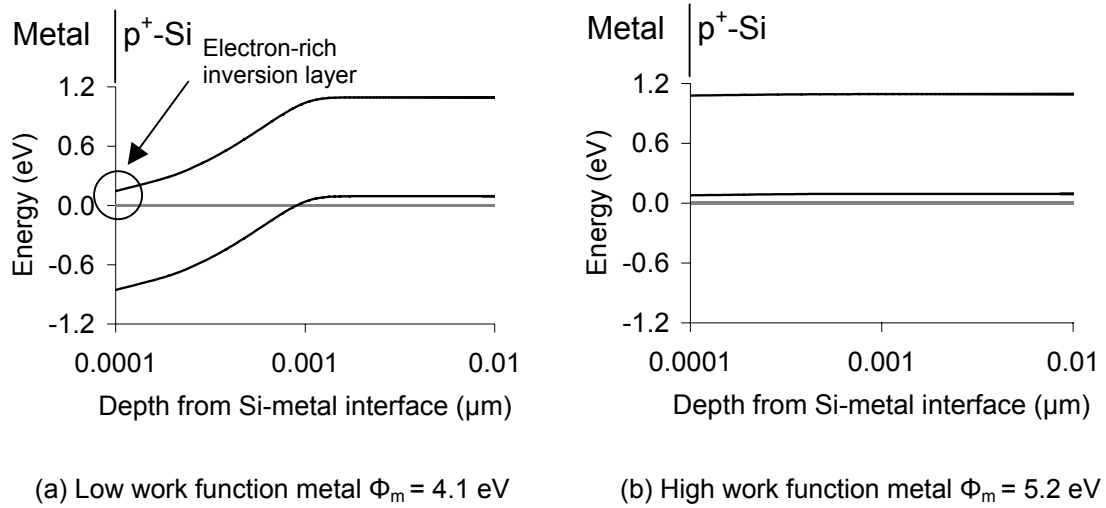 Metal
p⁺-Si
Electron-rich
inversion layer
1.2
0.6
0.0
-0.6
-1.2
Energy (eV)
0.0001
0.001
0.01
Depth from Si-metal interface (µm)
(a) Low work function metal Φₘ = 4.1 eV
Metal
p⁺-Si
1.2
0.6
0.0
-0.6
-1.2
Energy (eV)
0.0001
0.001
0.01
Depth from Si-metal interface (µm)
(b) High work function metal Φₘ = 5.2 eV